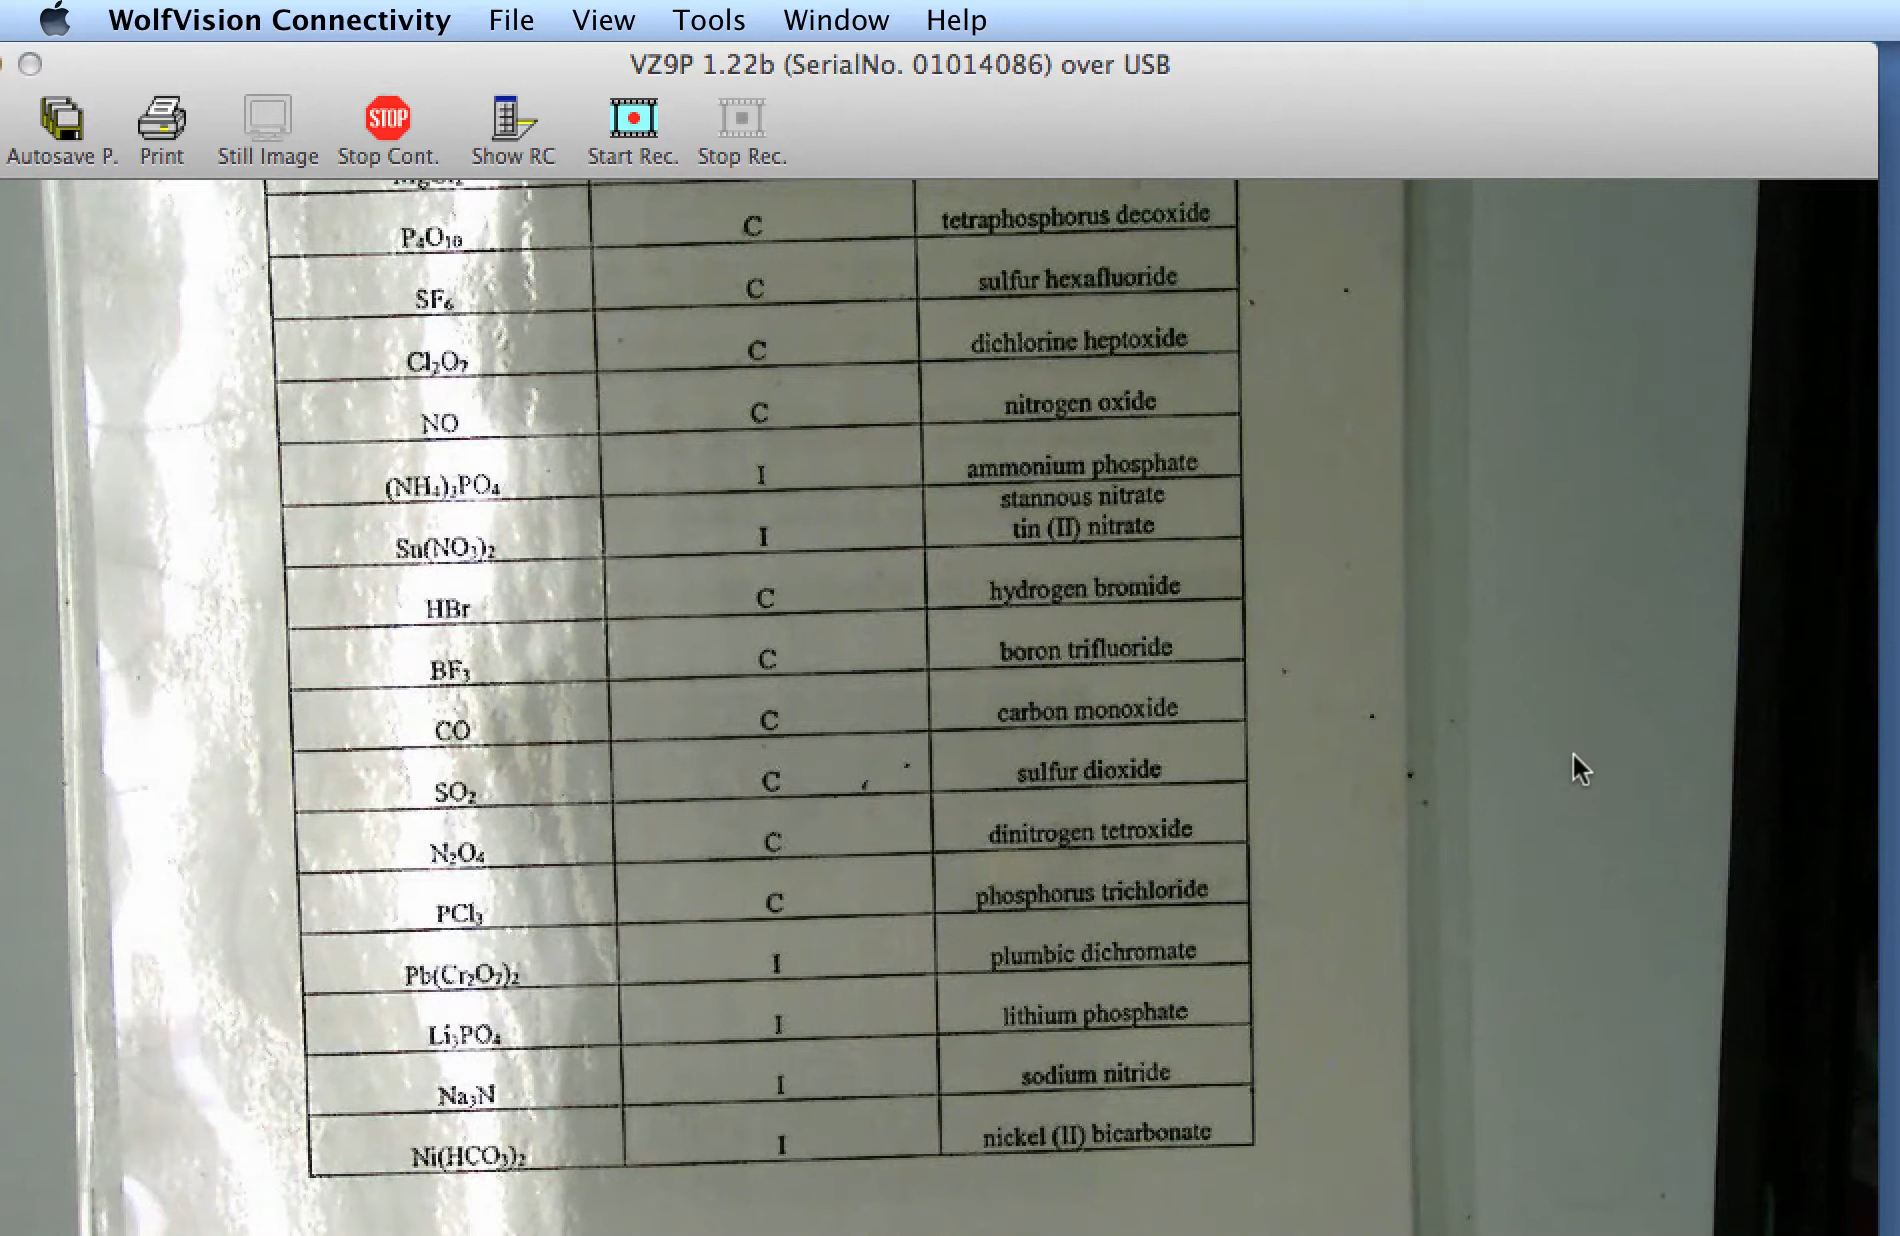 WolfVision Connectivity File View Tools Window Help
VZ9P 1.22b (SerialNo. 01014086) over USB
Autosave P. Print Still Image STOP Stop Cont. Show RC Start Rec. Stop Rec.
P₄O₁₀ C tetraphosphorus decoxide
SF₆ C sulfur hexafluoride
Cl₂O₇ C dichlorine heptoxide
NO C nitrogen oxide
(NH₄)₃PO₄ I ammonium phosphate
stannous nitrate
Sn(NO₃)₂ I tin (II) nitrate
HBr C hydrogen bromide
BF₃ C boron trifluoride
CO C carbon monoxide
SO₂ C sulfur dioxide
N₂O₄ C dinitrogen tetroxide
PCl₃ C phosphorus trichloride
Pb(Cr₂O₇)₂ I plumbic dichromate
Li₃PO₄ I lithium phosphate
Na₃N I sodium nitride
Ni(HCO₃)₂ I nickel (II) bicarbonate